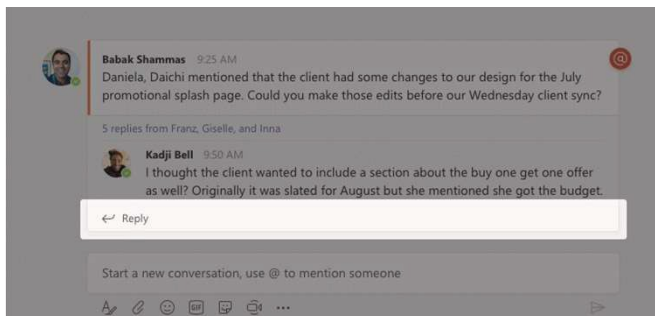 Babak Shammas 9:25 AM
Daniela, Daichi mentioned that the client had some changes to our design for the July
promotional splash page. Could you make those edits before our Wednesday client sync?
5 replies from Franz, Giselle, and Inna
Kadji Bell 9:50 AM
I thought the client wanted to include a section about the buy one get one offer
as well? Originally it was slated for August but she mentioned she got the budget.
Reply
Start a new conversation, use @ to mention someone
GIF